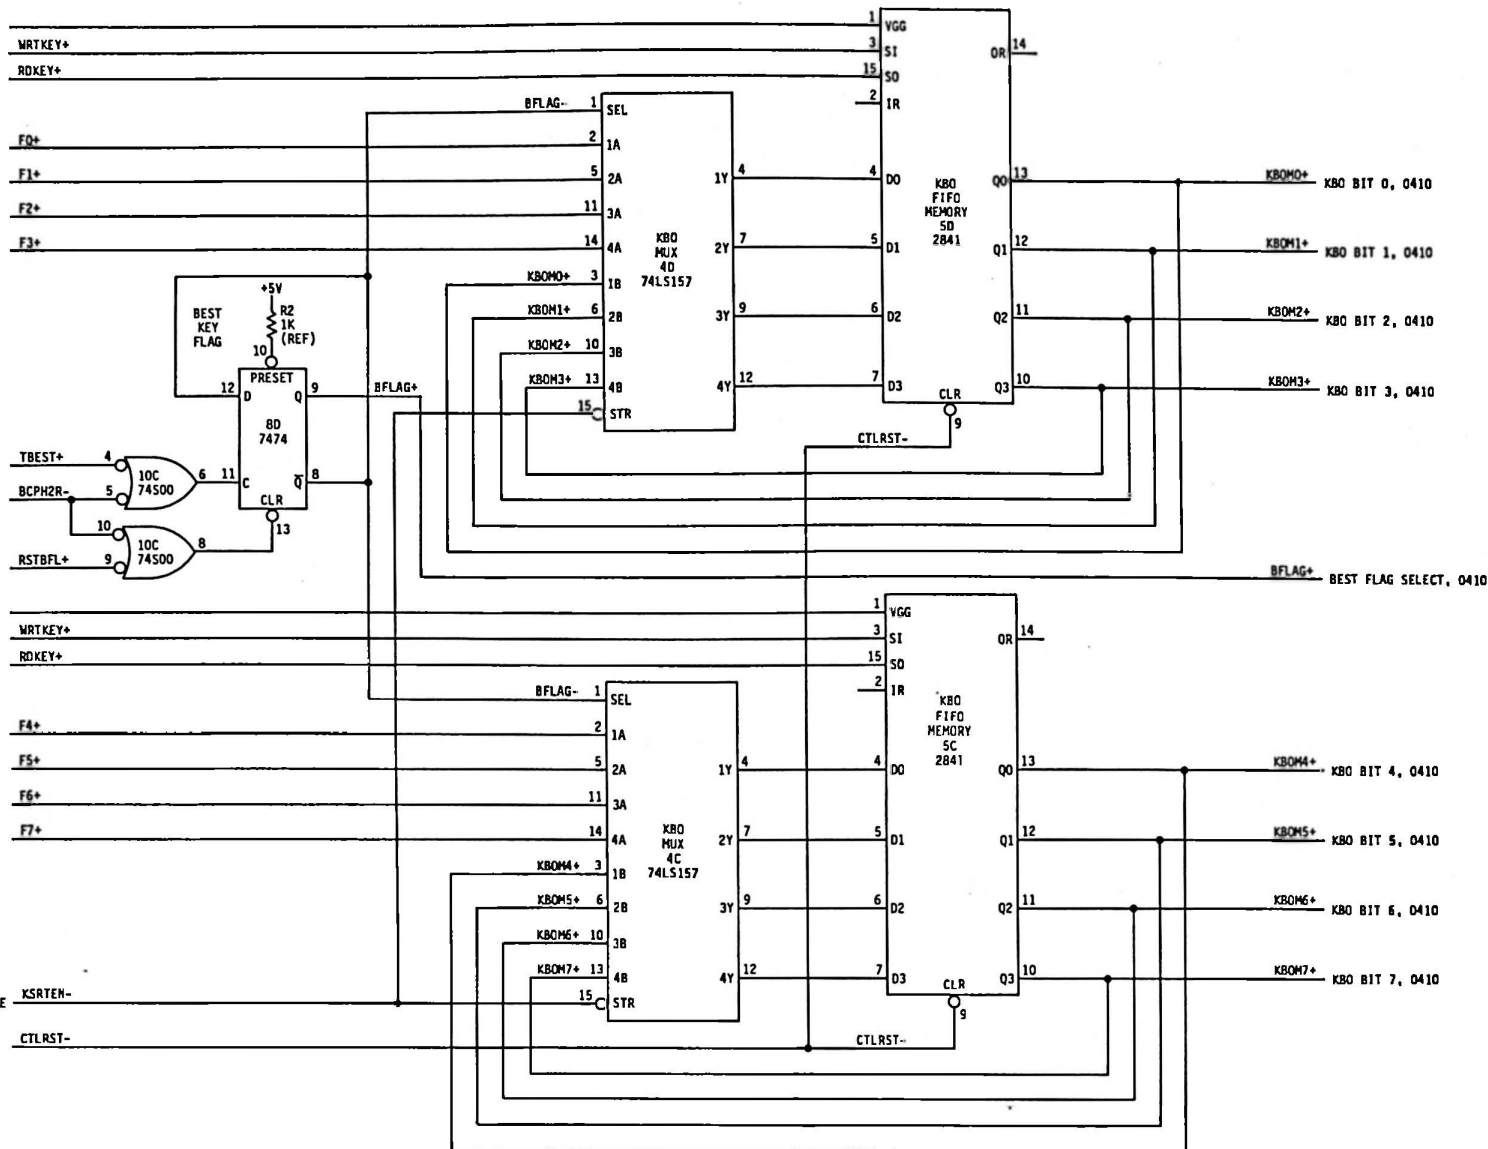 1 VGG
WRTKEY+ 3 SI OR 14
RDKEY+ 15 SO
2 IR
BFLAG- 1 SEL
F0+ 2 1A
F1+ 5 2A 1Y 4 4 D0 Q0 13 KBOM0+ KBO BIT 0, 0410
F2+ 11 3A
F3+ 14 4A 2Y 7 5 D1 Q1 12 KBOM1+ KBO BIT 1, 0410
KBO
MUX
4D
74LS157
KBO
FIFO
MEMORY
5D
2841
KBOM0+ 3 1B
KBOM1+ 6 2B 3Y 9 6 D2 Q2 11 KBOM2+ KBO BIT 2, 0410
KBOM2+ 10 3B
KBOM3+ 13 4B 4Y 12 7 D3 Q3 10 KBOM3+ KBO BIT 3, 0410
15 STR CLR
9
CTLRST-
BEST
KEY
FLAG
+5V
R2
1K
(REF)
10
PRESET
12 D Q 9 BFLAG+
8D
7474
11 C Q 8
CLR
13
TBEST+ 4
10C
74S00
6
BCPH2R- 5
10
10C
74S00
8
RSTBFL+ 9
BFLAG+ BEST FLAG SELECT, 0410
1 VGG
WRTKEY+ 3 SI OR 14
RDKEY+ 15 SO
2 IR
BFLAG- 1 SEL
F4+ 2 1A
F5+ 5 2A 1Y 4 4 D0 Q0 13 KBOM4+ KBO BIT 4, 0410
F6+ 11 3A
F7+ 14 4A 2Y 7 5 D1 Q1 12 KBOM5+ KBO BIT 5, 0410
KBO
MUX
4C
74LS157
KBO
FIFO
MEMORY
5C
2841
KBOM4+ 3 1B
KBOM5+ 6 2B 3Y 9 6 D2 Q2 11 KBOM6+ KBO BIT 6, 0410
KBOM6+ 10 3B
KBOM7+ 13 4B 4Y 12 7 D3 Q3 10 KBOM7+ KBO BIT 7, 0410
E KSRTEN- 15 STR CLR
9
CTLRST- CTLRST-